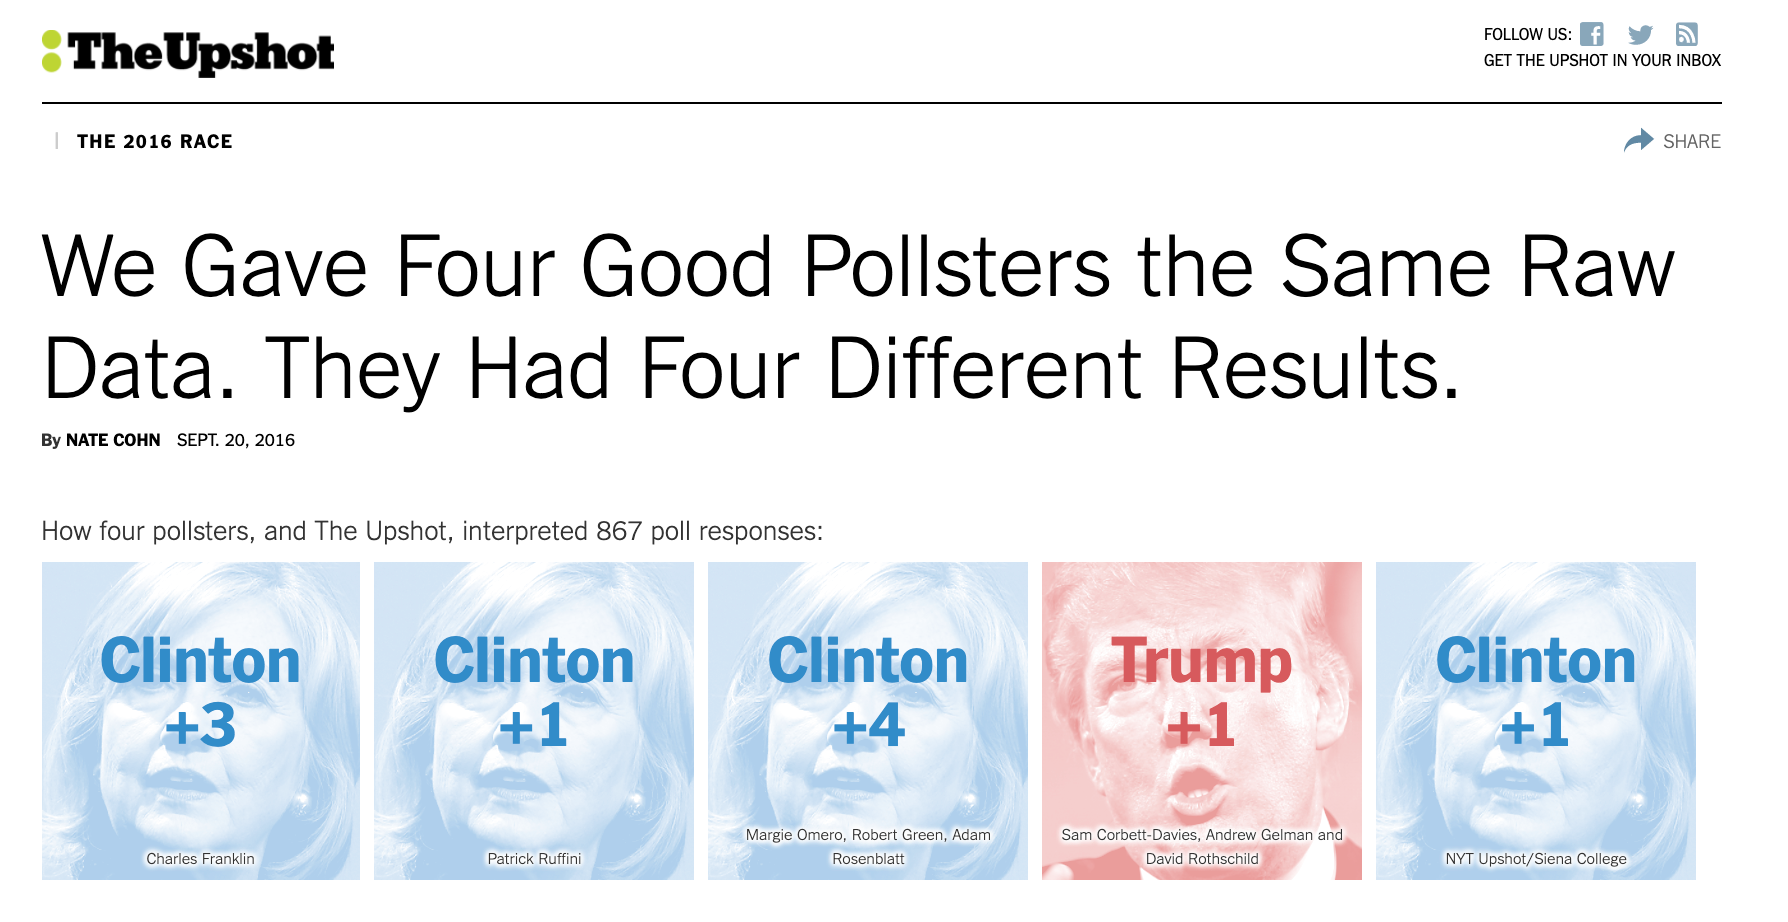 TheUpshot
FOLLOW US:
GET THE UPSHOT IN YOUR INBOX
THE 2016 RACE
SHARE
We Gave Four Good Pollsters the Same Raw
Data. They Had Four Different Results.
By NATE COHN SEPT. 20, 2016
How four pollsters, and The Upshot, interpreted 867 poll responses:
Clinton
+3
Charles Franklin
Clinton
+1
Patrick Ruffini
Clinton
+4
Margie Omero, Robert Green, Adam
Rosenblatt
Trump
+1
Sam Corbett-Davies, Andrew Gelman and
David Rothschild
Clinton
+1
NYT Upshot/Siena College